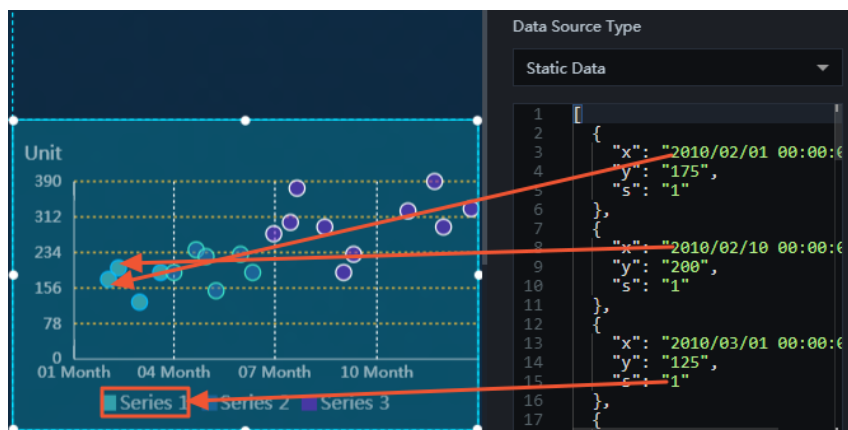 Data Source Type
Static Data
Unit
390
312
234
156
78
0
01 Month 04 Month 07 Month 10 Month
Series 1 Series 2 Series 3
1 [
2 {
3 "x": "2010/02/01 00:00:0
4 "y": "175",
5 "s": "1"
6 },
7 {
8 "x": "2010/02/10 00:00:0
9 "y": "200",
10 "s": "1"
11 },
12 {
13 "x": "2010/03/01 00:00:0
14 "y": "125",
15 "s": "1"
16 },
17 {